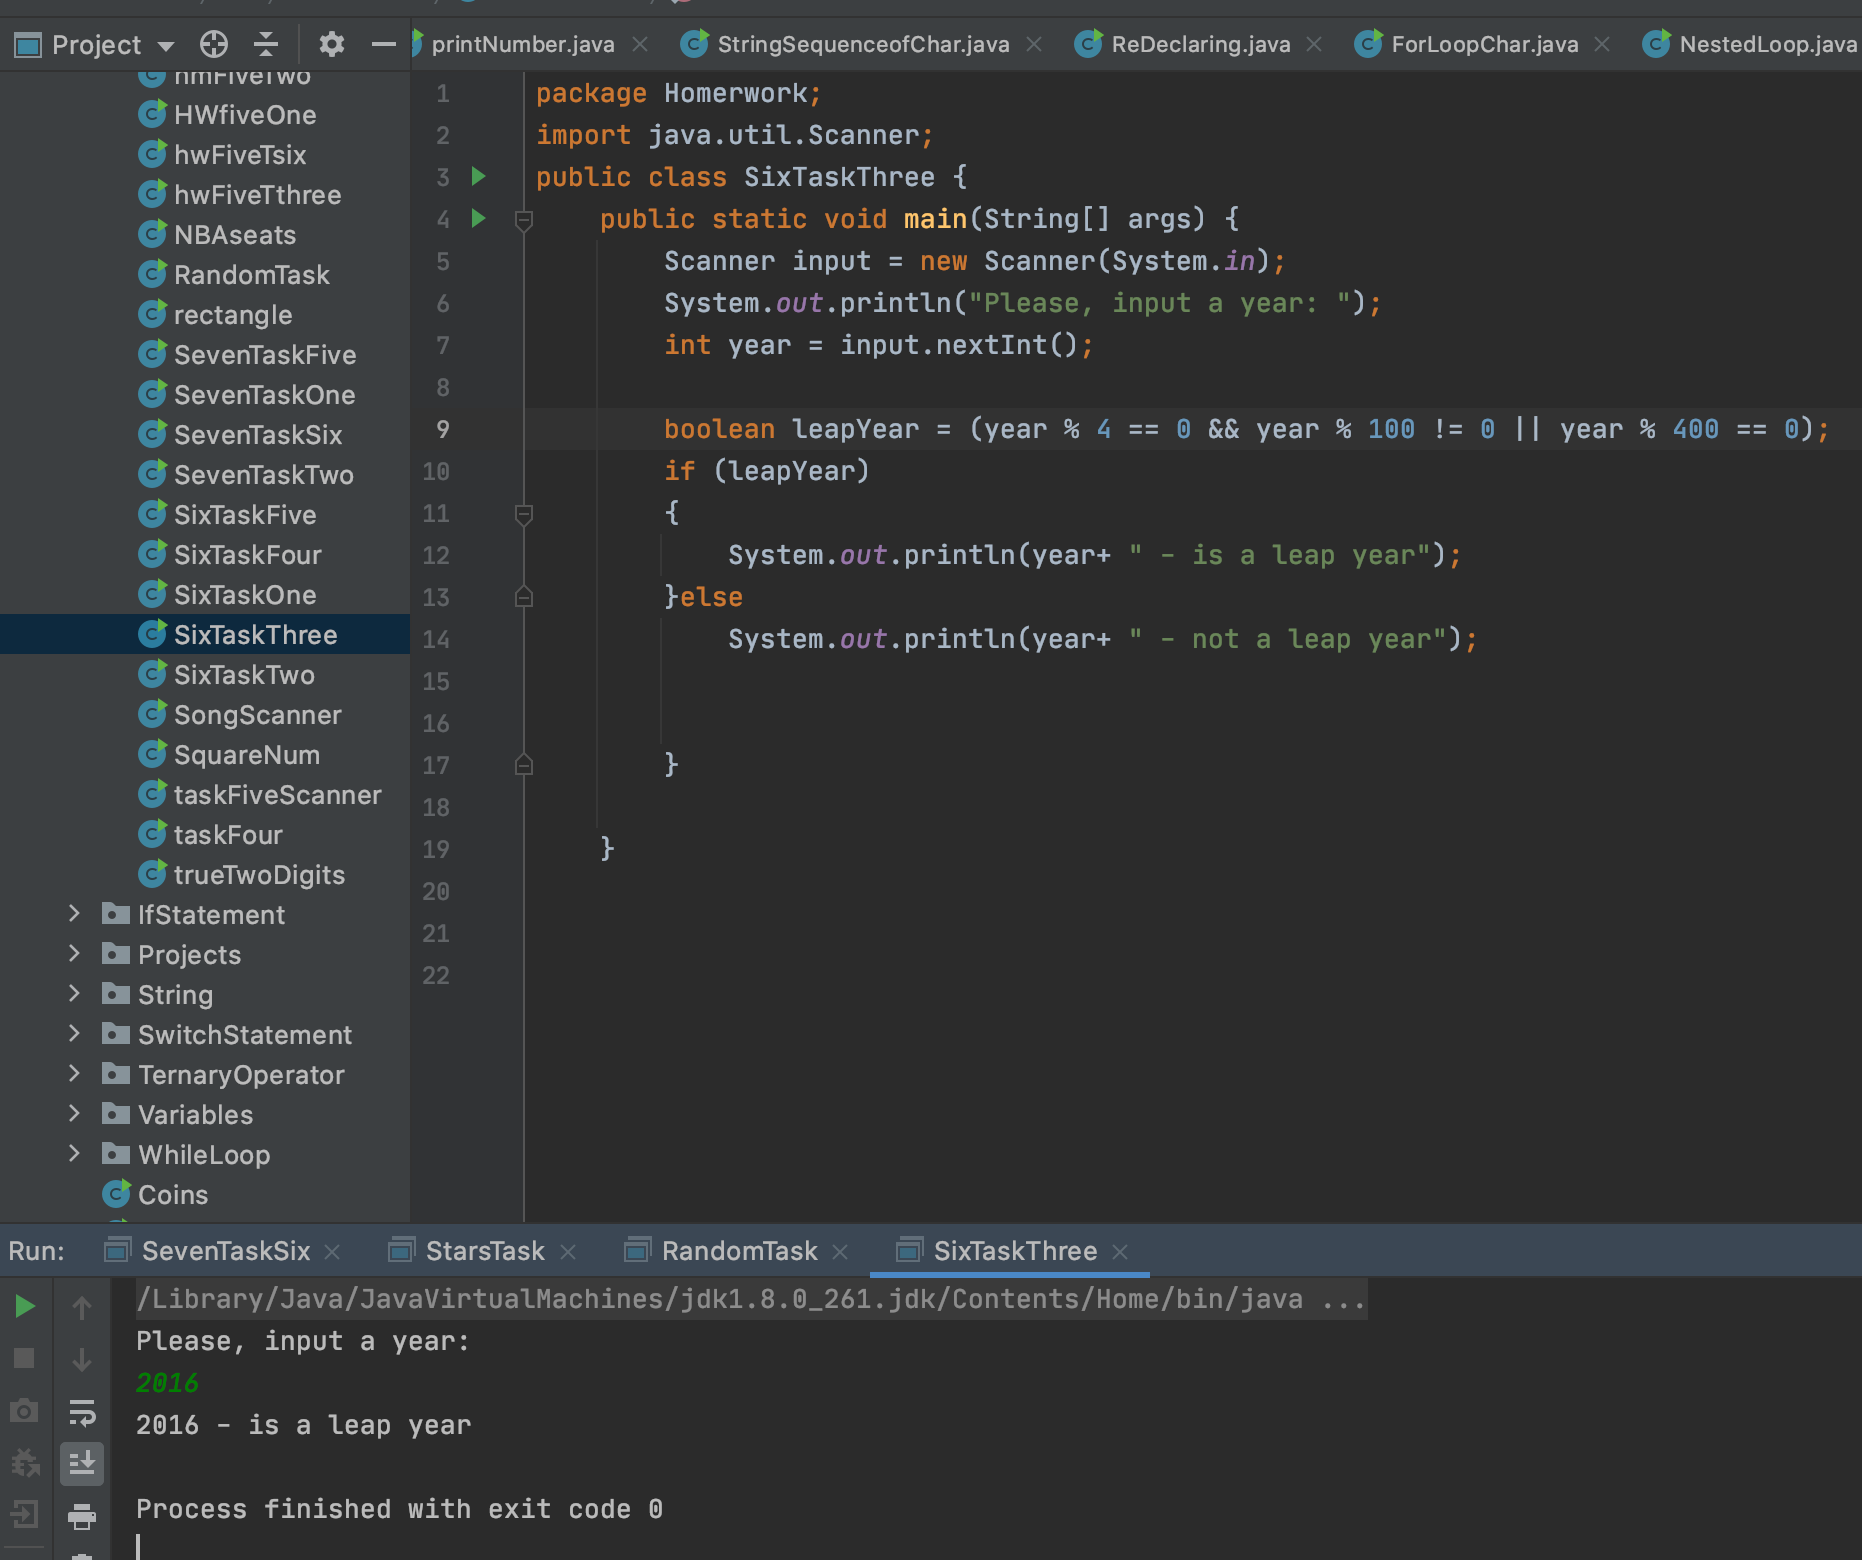 Project
printNumber.java
StringSequenceofChar.java
ReDeclaring.java
ForLoopChar.java
NestedLoop.java
hmFiveTwo
HWfiveOne
hwFiveTsix
hwFiveTthree
NBAseats
RandomTask
rectangle
SevenTaskFive
SevenTaskOne
SevenTaskSix
SevenTaskTwo
SixTaskFive
SixTaskFour
SixTaskOne
SixTaskThree
SixTaskTwo
SongScanner
SquareNum
taskFiveScanner
taskFour
trueTwoDigits
IfStatement
Projects
String
SwitchStatement
TernaryOperator
Variables
WhileLoop
Coins
1 package Homerwork;
2 import java.util.Scanner;
3 public class SixTaskThree {
4 public static void main(String[] args) {
5 Scanner input = new Scanner(System.in);
6 System.out.println("Please, input a year: ");
7 int year = input.nextInt();
8
9 boolean leapYear = (year % 4 == 0 && year % 100 != 0 || year % 400 == 0);
10 if (leapYear)
11 {
12 System.out.println(year+ " - is a leap year");
13 }else
14 System.out.println(year+ " - not a leap year");
15
16
17 }
18
19 }
20
21
22
Run:
SevenTaskSix
StarsTask
RandomTask
SixTaskThree
/Library/Java/JavaVirtualMachines/jdk1.8.0_261.jdk/Contents/Home/bin/java ...
Please, input a year:
2016
2016 - is a leap year
Process finished with exit code 0